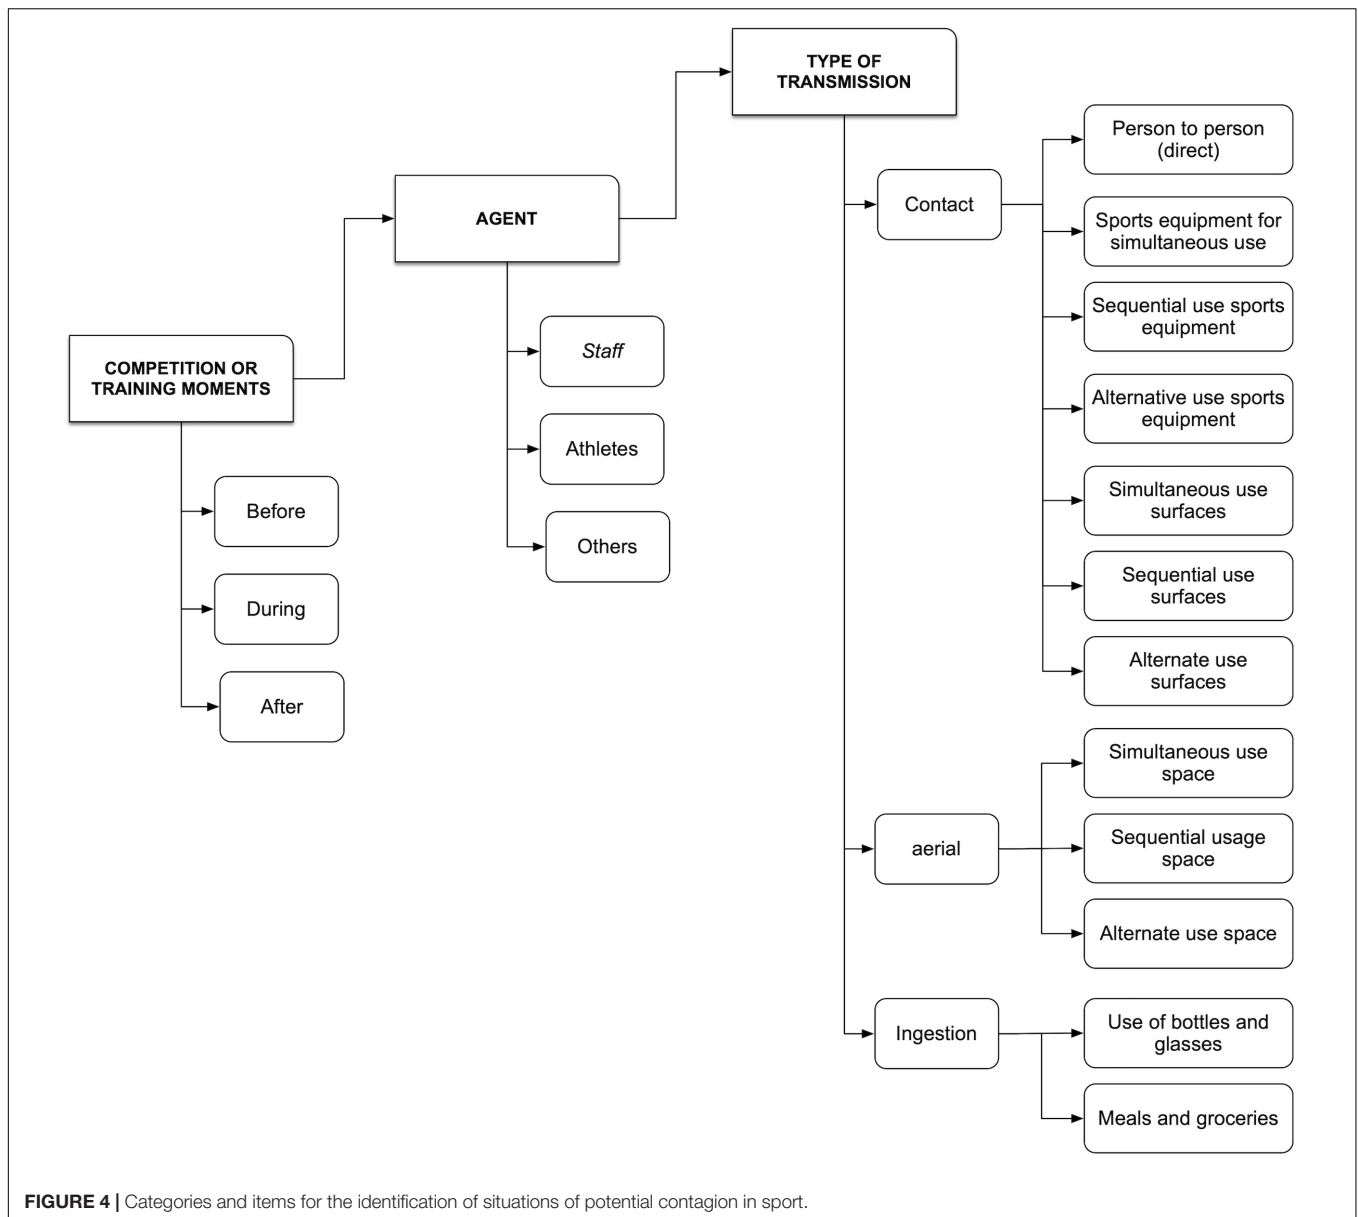 TYPE OF
TRANSMISSION
Person to person
(direct)
Contact
Sports equipment for
simultaneous use
AGENT
Sequential use sports
equipment
Staff
COMPETITION OR
TRAINING MOMENTS
Alternative use sports
equipment
Athletes
Before
Simultaneous use
surfaces
Others
Sequential use
surfaces
During
Alternate use
surfaces
After
Simultaneous use
space
aerial
Sequential usage
space
Alternate use space
Ingestion
Use of bottles and
glasses
Meals and groceries
FIGURE 4 | Categories and items for the identification of situations of potential contagion in sport.